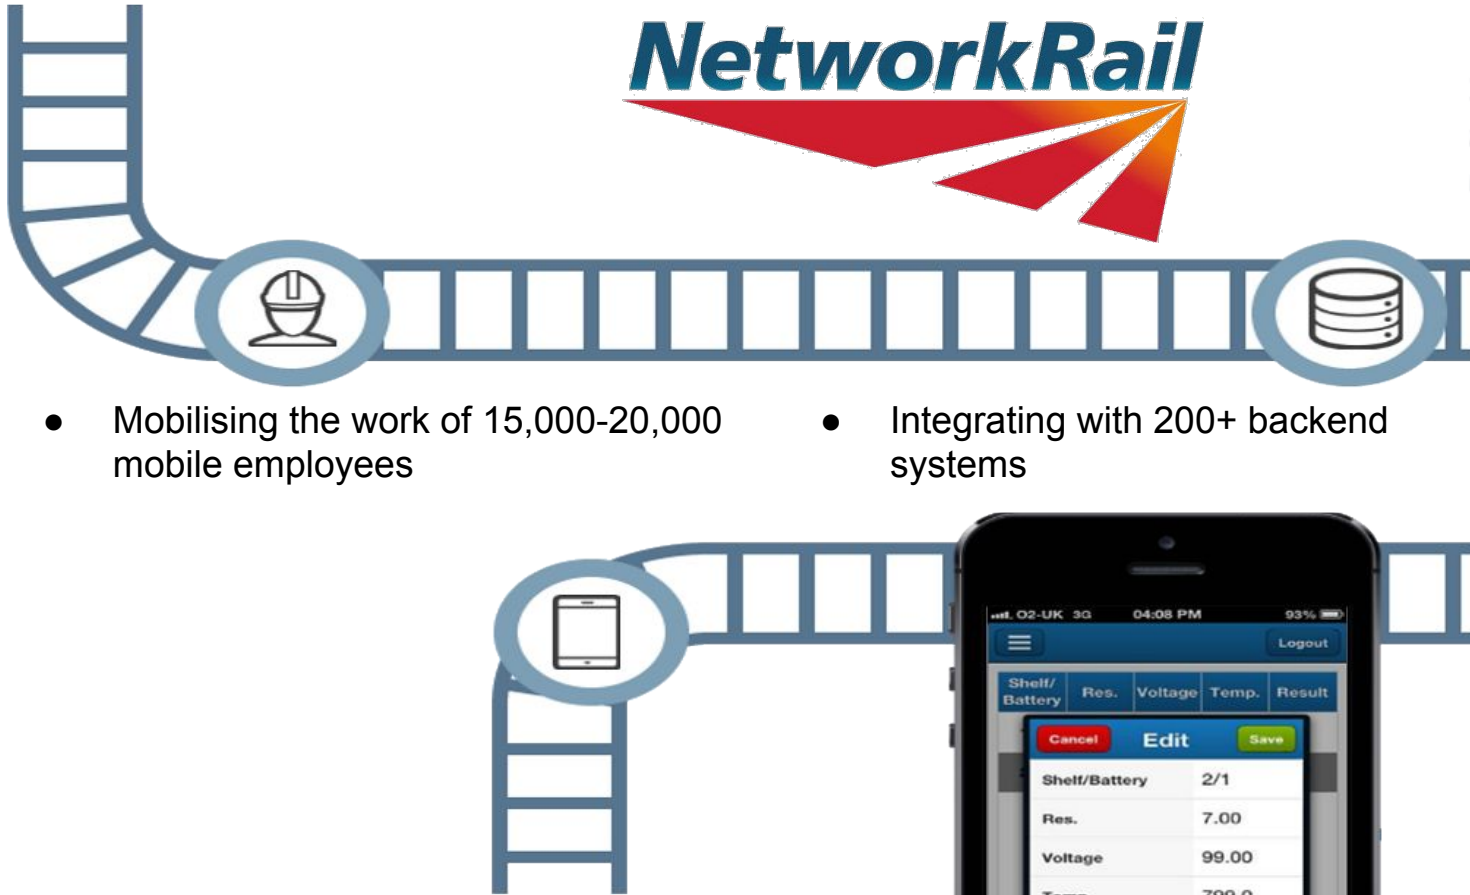 NetworkRail
● Mobilising the work of 15,000-20,000
mobile employees
● Integrating with 200+ backend
systems
O2-UK 3G 04:08 PM 93%
Logout
Shelf/
Battery Res. Voltage Temp. Result
Cancel Edit Save
Shelf/Battery 2/1
Res. 7.00
Voltage 99.00